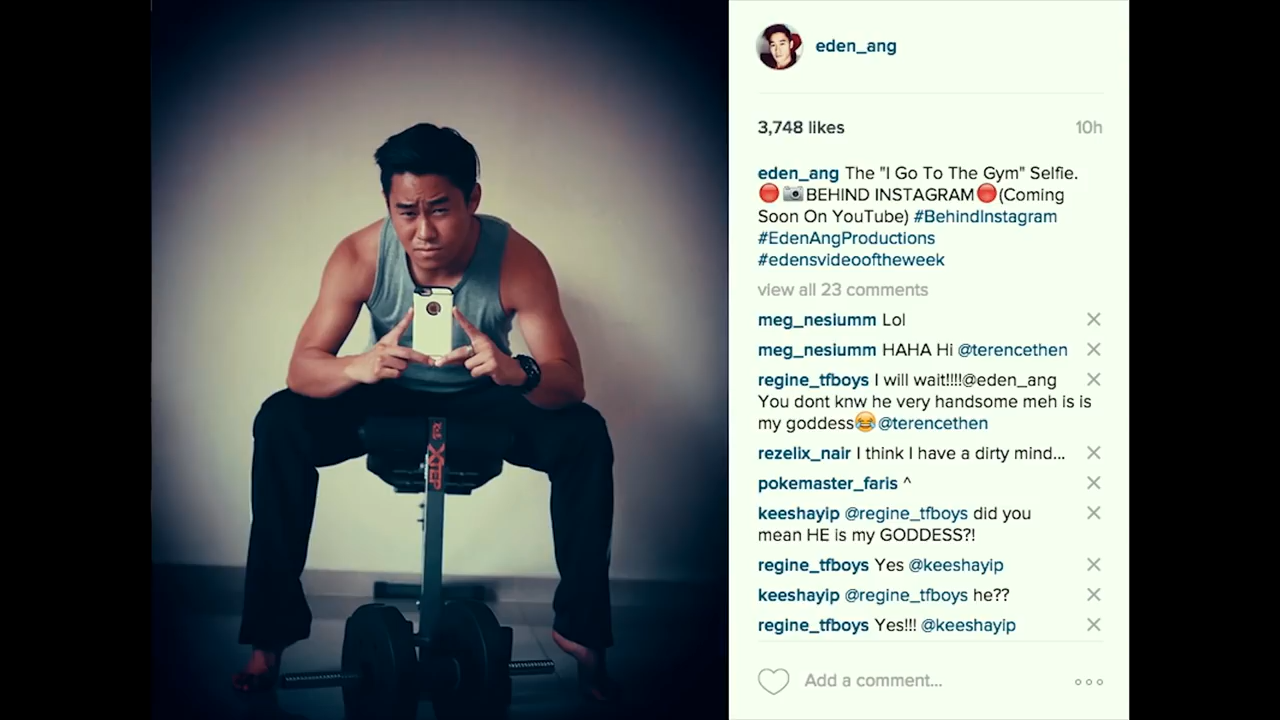 eden_ang
3,748 likes 10h
eden_ang The "I Go To The Gym" Selfie.
🔴📷BEHIND INSTAGRAM🔴(Coming
Soon On YouTube) #BehindInstagram
#EdenAngProductions
#edensvideooftheweek
view all 23 comments
meg_nesiumm Lol
meg_nesiumm HAHA Hi @terencethen
regine_tfboys I will wait!!!!@eden_ang
You dont knw he very handsome meh is is
my goddess😂@terencethen
rezelix_nair I think I have a dirty mind...
pokemaster_faris ^
keeshayip @regine_tfboys did you
mean HE is my GODDESS?!
regine_tfboys Yes @keeshayip
keeshayip @regine_tfboys he??
regine_tfboys Yes!!! @keeshayip
Add a comment...
XTEP